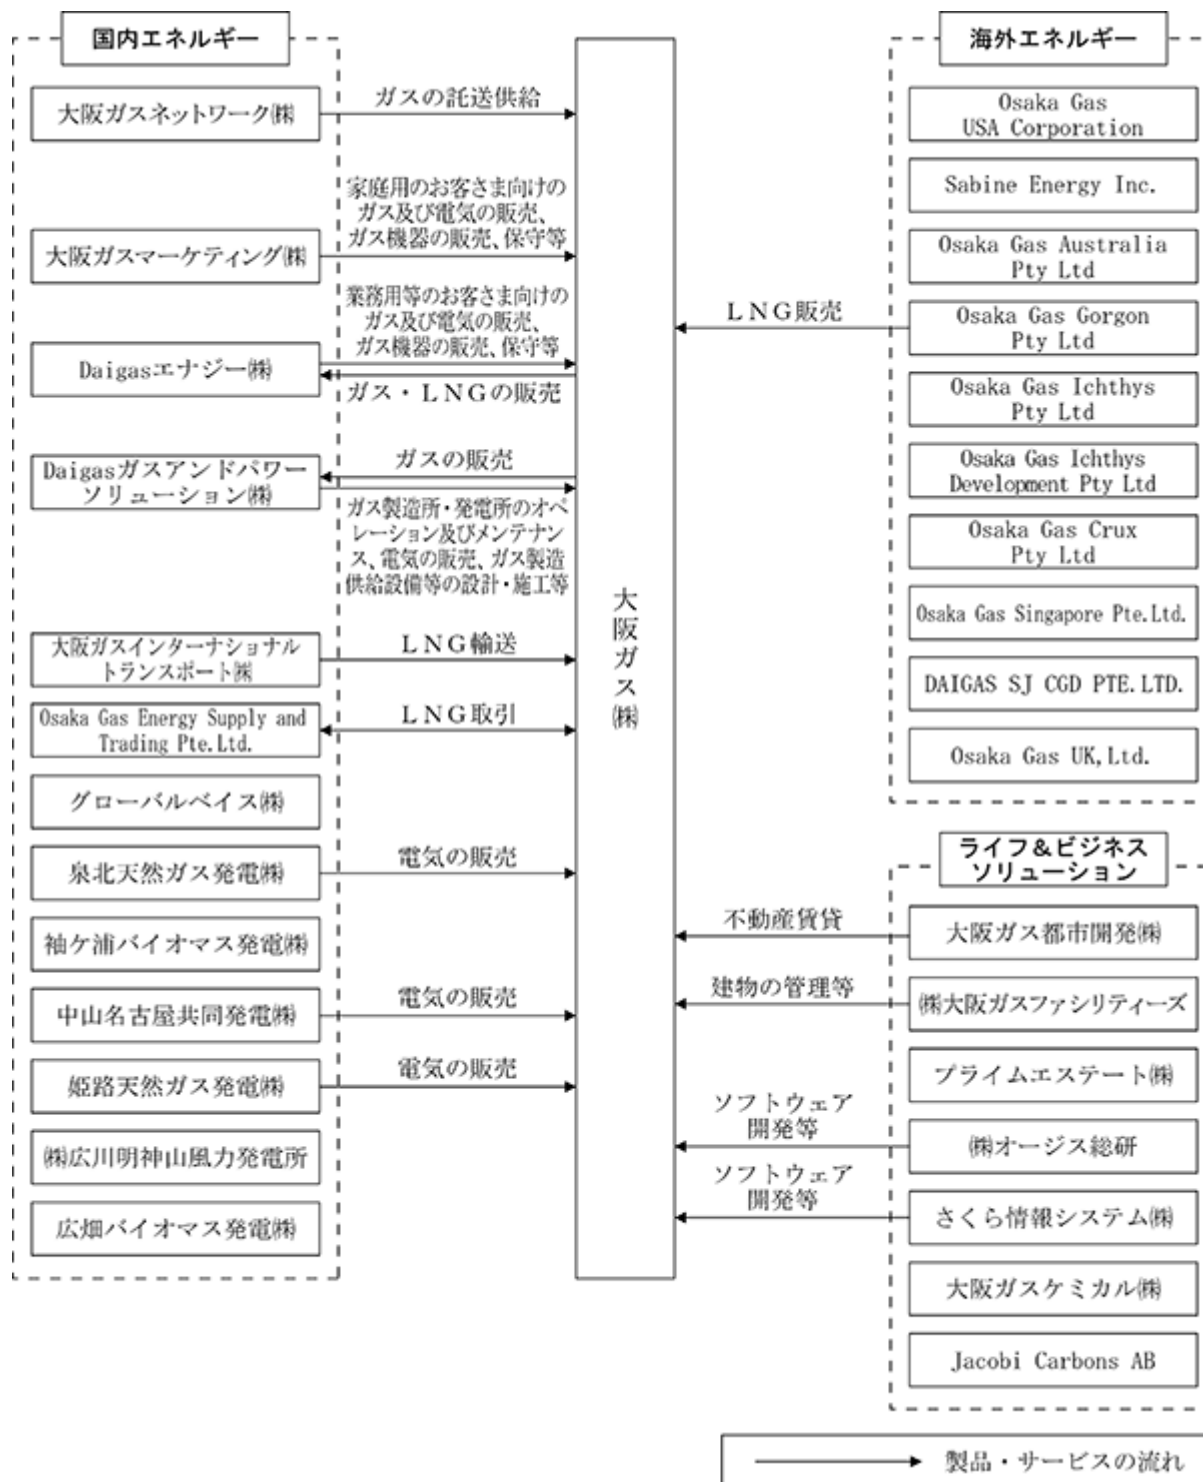 国内エネルギー
大阪ガスネットワーク㈱
ガスの託送供給
家庭用のお客さま向けの
ガス及び電気の販売、
ガス機器の販売、保守等
大阪ガスマーケティング㈱
業務用等のお客さま向けの
ガス及び電気の販売、
ガス機器の販売、保守等
Daigasエナジー㈱
ガス・LNGの販売
Daigasガスアンドパワー
ソリューション㈱
ガスの販売
ガス製造所・発電所のオペ
レーション及びメンテナン
ス、電気の販売、ガス製造
供給設備等の設計・施工等
大阪ガスインターナショナル
トランスポート㈱
LNG輸送
Osaka Gas Energy Supply and
Trading Pte.Ltd.
LNG取引
グローバルベイス㈱
泉北天然ガス発電㈱
電気の販売
袖ケ浦バイオマス発電㈱
中山名古屋共同発電㈱
電気の販売
姫路天然ガス発電㈱
電気の販売
㈱広川明神山風力発電所
広畑バイオマス発電㈱
大阪ガス㈱
海外エネルギー
Osaka Gas
USA Corporation
Sabine Energy Inc.
Osaka Gas Australia
Pty Ltd
LNG販売
Osaka Gas Gorgon
Pty Ltd
Osaka Gas Ichthys
Pty Ltd
Osaka Gas Ichthys
Development Pty Ltd
Osaka Gas Crux
Pty Ltd
Osaka Gas Singapore Pte.Ltd.
DAIGAS SJ CGD PTE.LTD.
Osaka Gas UK,Ltd.
ライフ&ビジネス
ソリューション
不動産賃貸
大阪ガス都市開発㈱
建物の管理等
㈱大阪ガスファシリティーズ
プライムエステート㈱
ソフトウェア
開発等
㈱オージス総研
ソフトウェア
開発等
さくら情報システム㈱
大阪ガスケミカル㈱
Jacobi Carbons AB
製品・サービスの流れ